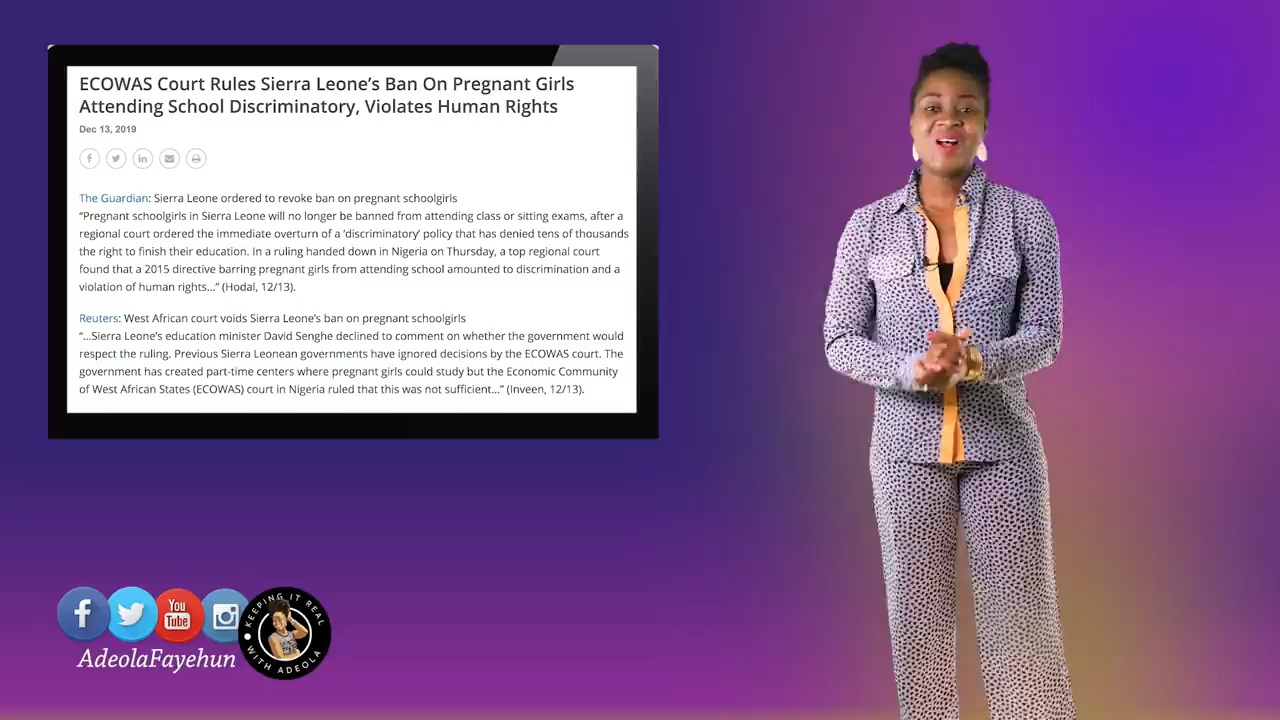 ECOWAS Court Rules Sierra Leone's Ban On Pregnant Girls
Attending School Discriminatory, Violates Human Rights
Dec 13, 2019
The Guardian: Sierra Leone ordered to revoke ban on pregnant schoolgirls
“Pregnant schoolgirls in Sierra Leone will no longer be banned from attending class or sitting exams, after a
regional court ordered the immediate overturn of a ‘discriminatory’ policy that has denied tens of thousands
the right to finish their education. In a ruling handed down in Nigeria on Thursday, a top regional court
found that a 2015 directive barring pregnant girls from attending school amounted to discrimination and a
violation of human rights…” (Hodal, 12/13).
Reuters: West African court voids Sierra Leone’s ban on pregnant schoolgirls
“…Sierra Leone’s education minister David Senghe declined to comment on whether the government would
respect the ruling. Previous Sierra Leonean governments have ignored decisions by the ECOWAS court. The
government has created part-time centers where pregnant girls could study but the Economic Community
of West African States (ECOWAS) court in Nigeria ruled that this was not sufficient…” (Inveen, 12/13).
You
Tube
AdeolaFayehun
KEEPING IT REAL
WITH ADEOLA